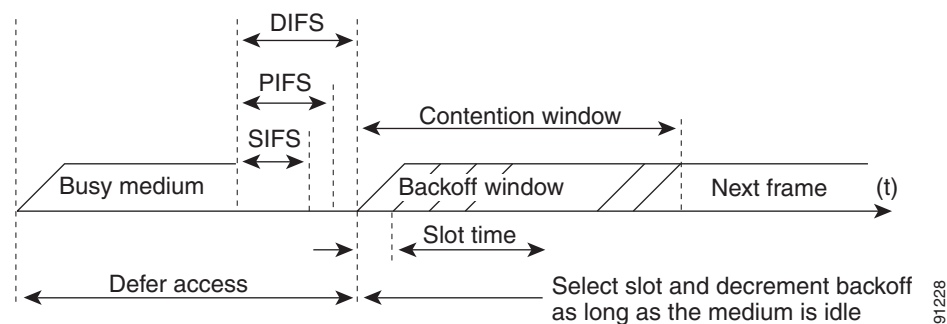 DIFS
PIFS
Contention window
SIFS
Busy medium
Backoff window
Next frame
(t)
Slot time
Defer access
Select slot and decrement backoff
as long as the medium is idle
91228